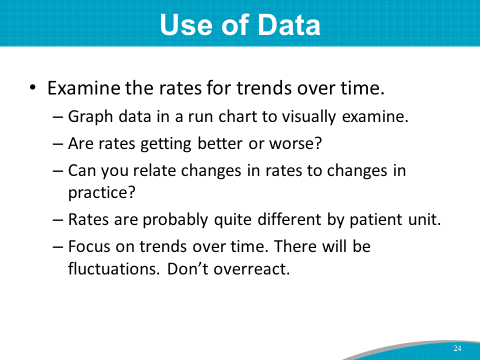 Use of Data
• Examine the rates for trends over time.
– Graph data in a run chart to visually examine.
– Are rates getting better or worse?
– Can you relate changes in rates to changes in
practice?
– Rates are probably quite different by patient unit.
– Focus on trends over time. There will be
fluctuations. Don’t overreact.
24